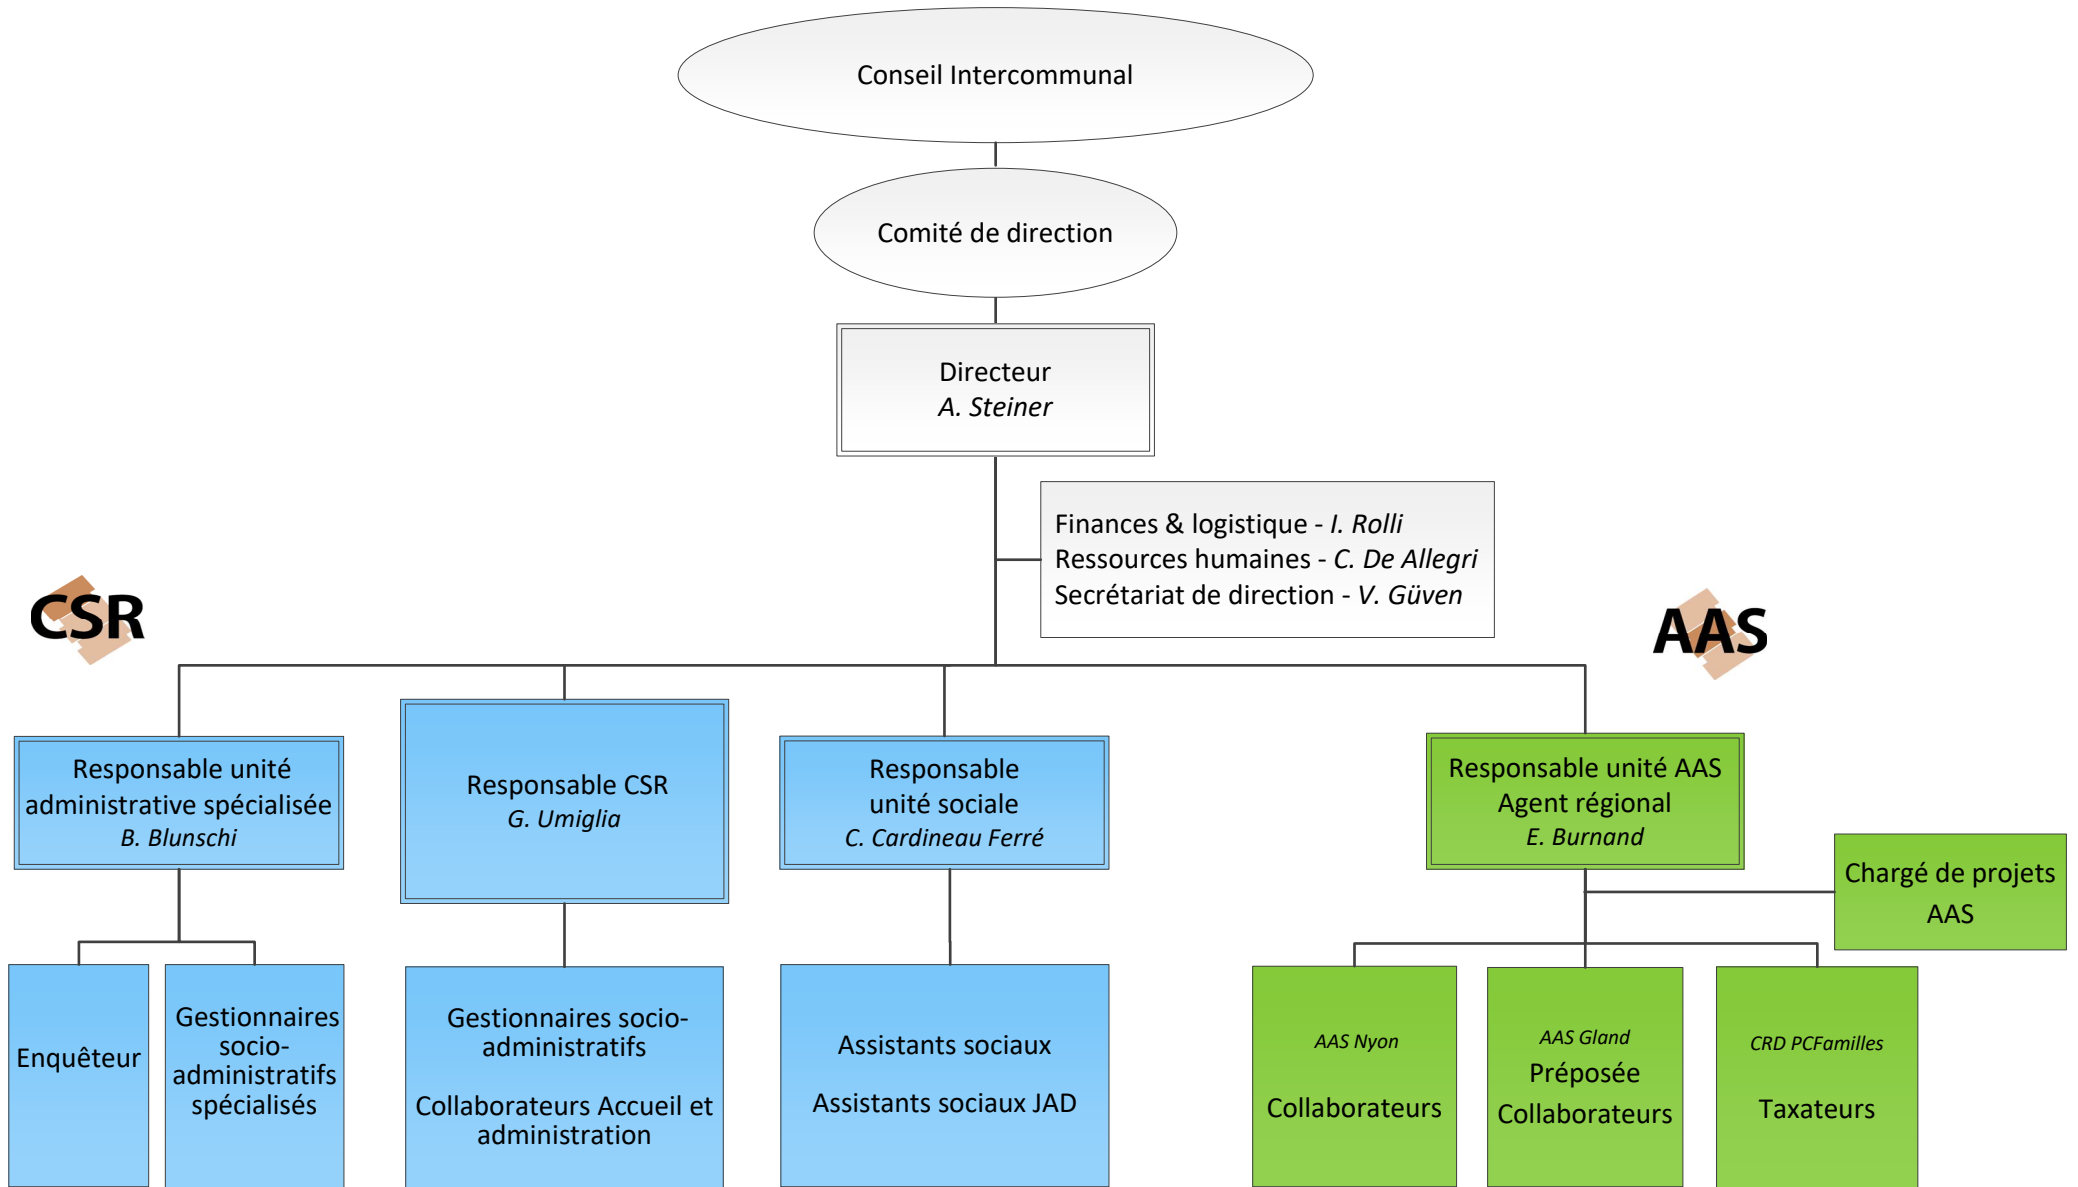 Conseil Intercommunal
Comité de direction
Directeur
A. Steiner
Finances & logistique - I. Rolli
Ressources humaines - C. De Allegri
Secrétariat de direction - V. Güven
CSR
AAS
Responsable unité
administrative spécialisée
B. Blunschi
Responsable CSR
G. Umiglia
Responsable
unité sociale
C. Cardineau Ferré
Responsable unité AAS
Agent régional
E. Burnand
Chargé de projets
AAS
Enquêteur
Gestionnaires
socio-
administratifs
spécialisés
Gestionnaires socio-
administratifs
Collaborateurs Accueil et
administration
Assistants sociaux
Assistants sociaux JAD
AAS Nyon
Collaborateurs
AAS Gland
Préposée
Collaborateurs
CRD PCFamilles
Taxateurs